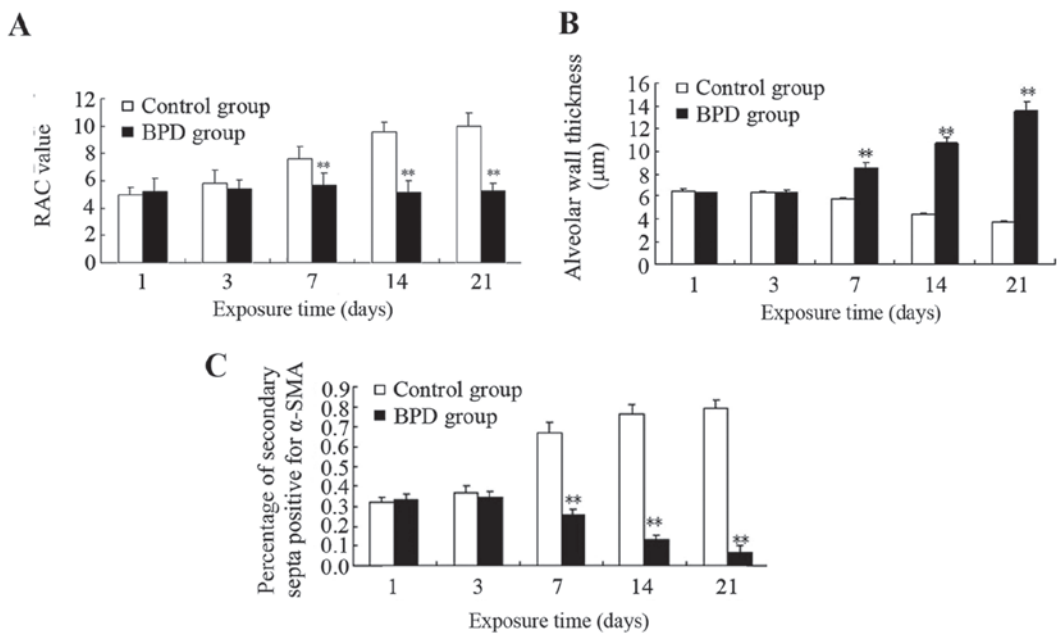 A
RAC value
12
10
8
6
4
2
0
Control group
BPD group
**
**
**
1 3 7 14 21
Exposure time (days)
B
Alveolar wall thickness
(μm)
16
14
12
10
8
6
4
2
0
Control group
BPD group
**
**
**
1 3 7 14 21
Exposure time (days)
C
Percentage of secondary
septa positive for α-SMA
0.9
0.8
0.7
0.6
0.5
0.4
0.3
0.2
0.1
0.0
Control group
BPD group
**
**
**
1 3 7 14 21
Exposure time (days)